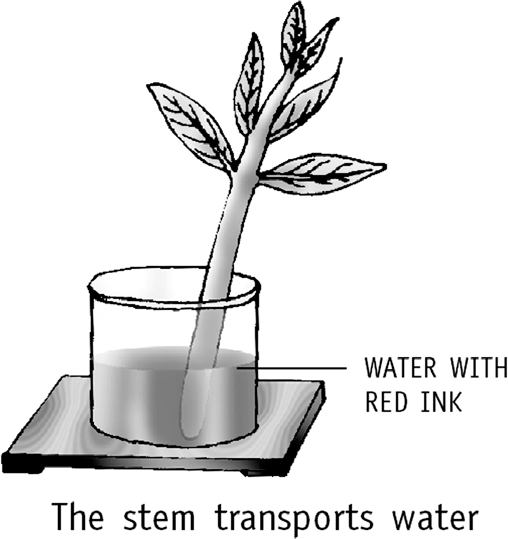 WATER WITH
RED INK
The stem transports water